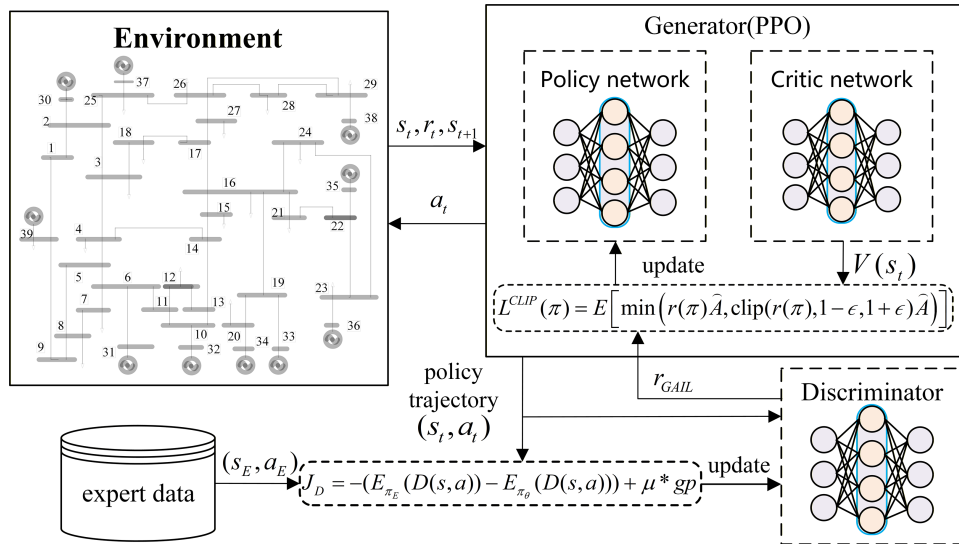 Environment
37
26
29
30
25
28
2
27
38
18
24
1
17
3
16
35
15
21
22
39
4
14
5
6
12
19
23
7
11
13
8
10
20
36
9
31
32
34
33
s_t, r_t, s_{t+1}
a_t
Generator(PPO)
Policy network
Critic network
update
V(s_t)
L^{CLIP}(π) = E[min(r(π)Â, clip(r(π), 1−ϵ, 1+ϵ)Â)]
policy
trajectory
(s_t, a_t)
r_{GAIL}
Discriminator
expert data
(s_E, a_E)
J_D = −(E_{π_E}(D(s,a)) − E_{π_θ}(D(s,a))) + μ * gp
update